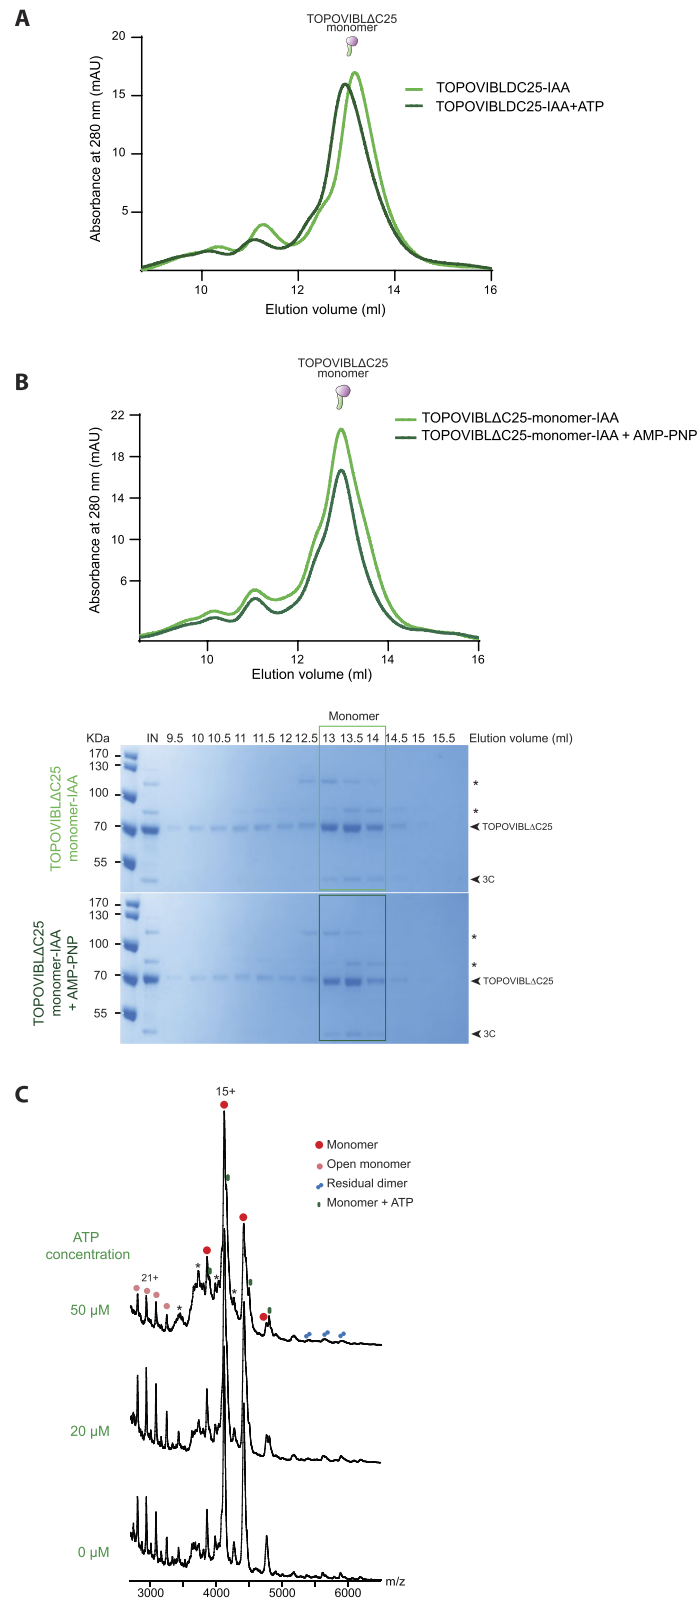 A
TOPOVIBLΔC25
monomer
20
15
10
5
Absorbance at 280 nm (mAU)
TOPOVIBLDC25-IAA
TOPOVIBLDC25-IAA+ATP
10 12 14 16
Elution volume (ml)
B
TOPOVIBLΔC25
monomer
22
18
14
10
6
Absorbance at 280 nm (mAU)
TOPOVIBLΔC25-monomer-IAA
TOPOVIBLΔC25-monomer-IAA + AMP-PNP
10 12 14 16
Elution volume (ml)
Monomer
KDa IN 9.5 10 10.5 11 11.5 12 12.5 13 13.5 14 14.5 15 15.5 Elution volume (ml)
TOPOVIBLΔC25
monomer-IAA
170
130
100
70
55
*
*
TOPOVIBLΔC25
3C
TOPOVIBLΔC25
monomer-IAA
+ AMP-PNP
170
130
100
70
55
*
*
TOPOVIBLΔC25
3C
C
15+
Monomer
Open monomer
Residual dimer
Monomer + ATP
ATP
concentration
21+
* * * *
50 µM
20 µM
0 µM
3000 4000 5000 6000 m/z